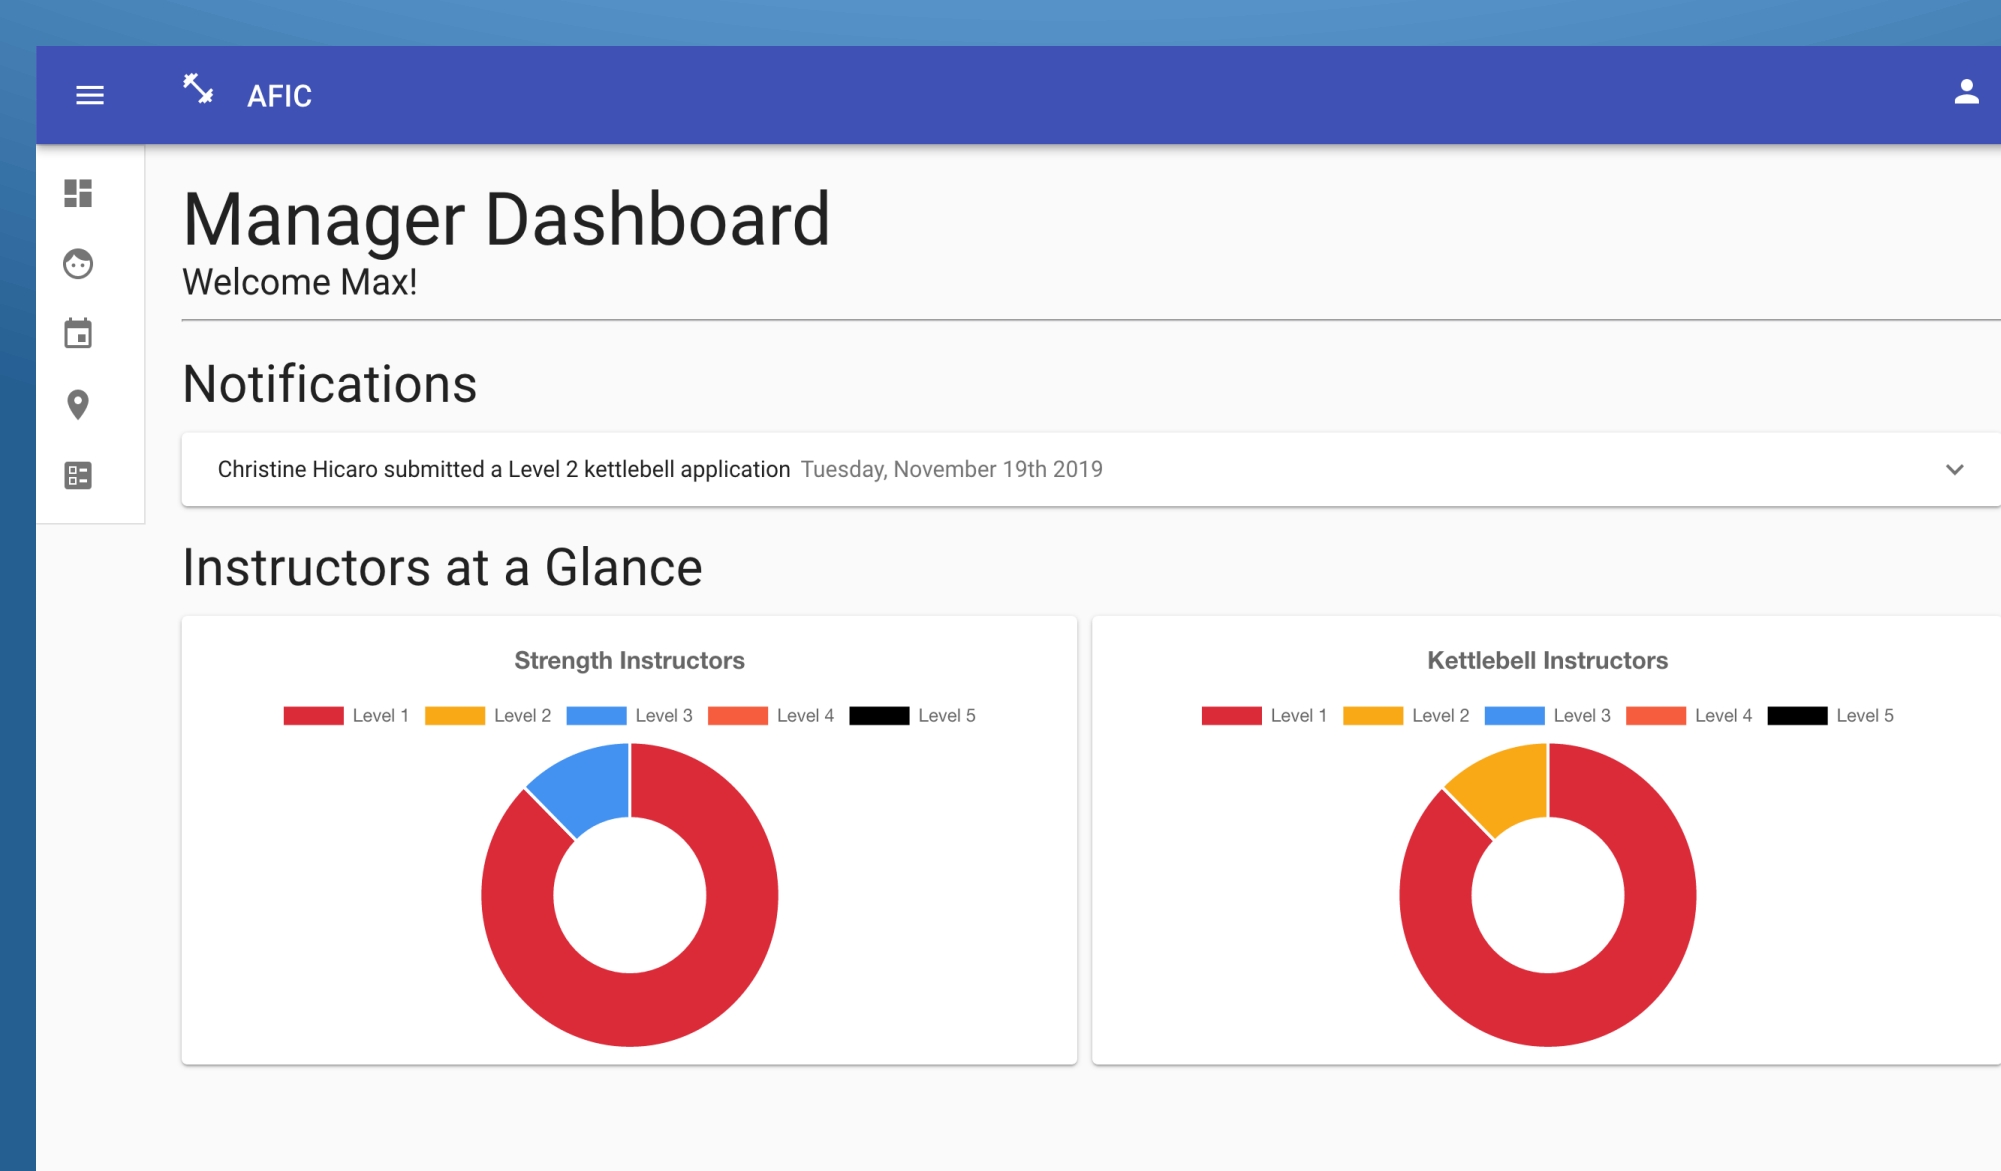 AFIC
Manager Dashboard
Welcome Max!
Notifications
Christine Hicaro submitted a Level 2 kettlebell application Tuesday, November 19th 2019
Instructors at a Glance
Strength Instructors
Level 1 Level 2 Level 3 Level 4 Level 5
Kettlebell Instructors
Level 1 Level 2 Level 3 Level 4 Level 5